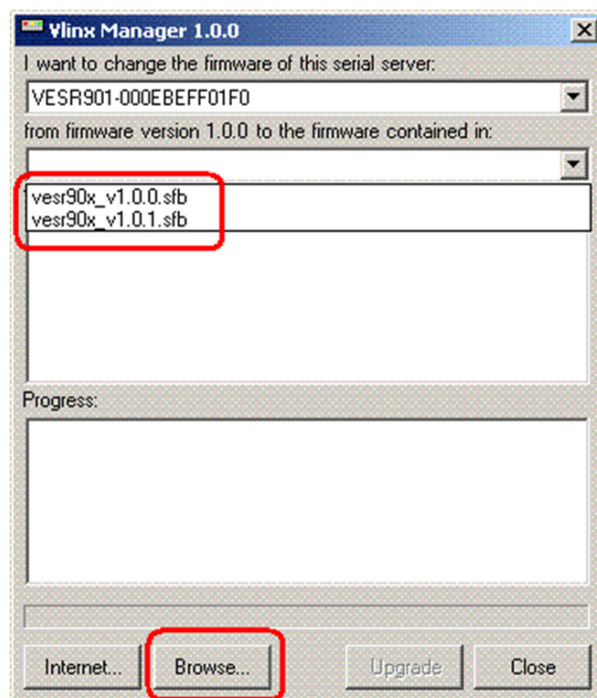 Vlinx Manager 1.0.0
I want to change the firmware of this serial server:
VESR901-000EBEFF01F0
from firmware version 1.0.0 to the firmware contained in:
vesr90x_v1.0.0.sfb
vesr90x_v1.0.1.sfb
Progress:
Internet... Browse... Upgrade Close